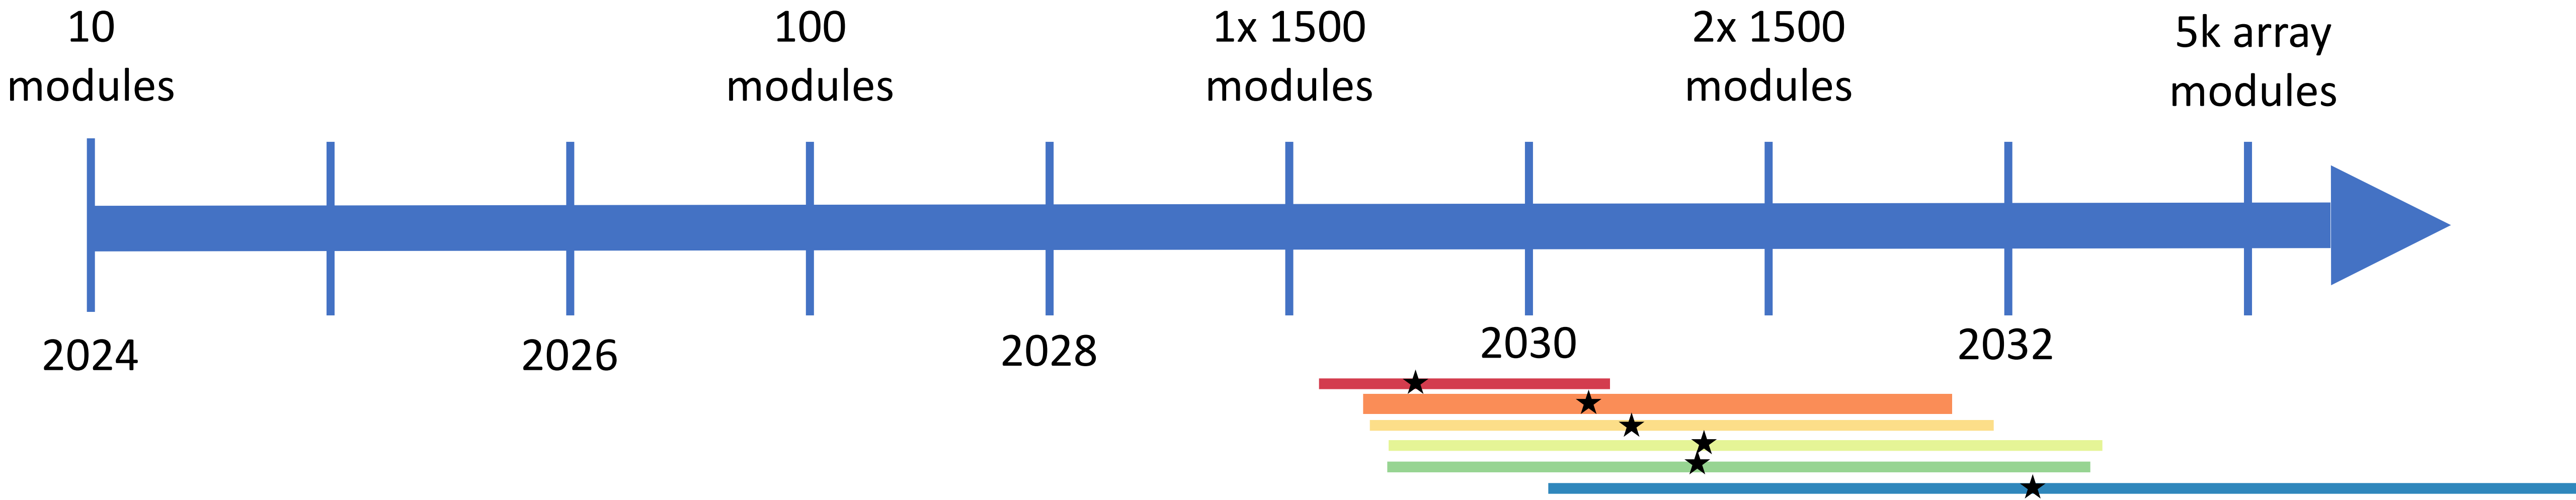 10
modules
100
modules
1x 1500
modules
2x 1500
modules
5k array
modules
2024
2026
2028
2030
2032